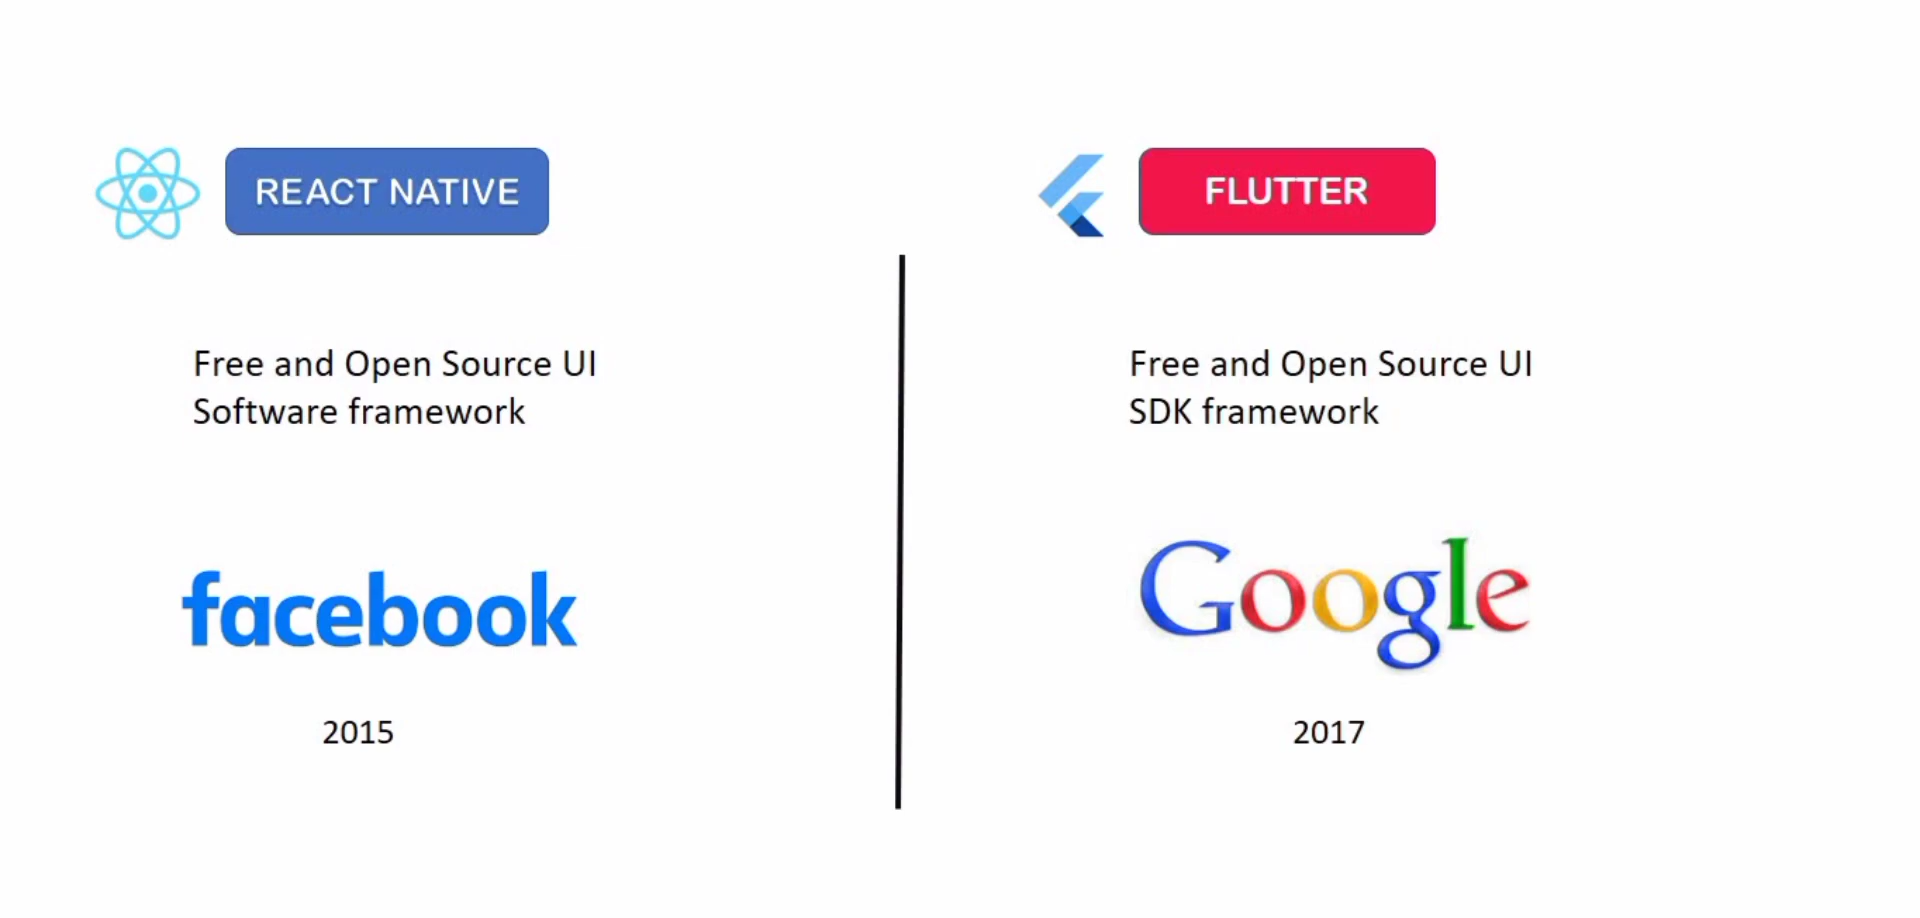 REACT NATIVE
Free and Open Source UI
Software framework
facebook
2015
FLUTTER
Free and Open Source UI
SDK framework
Google
2017